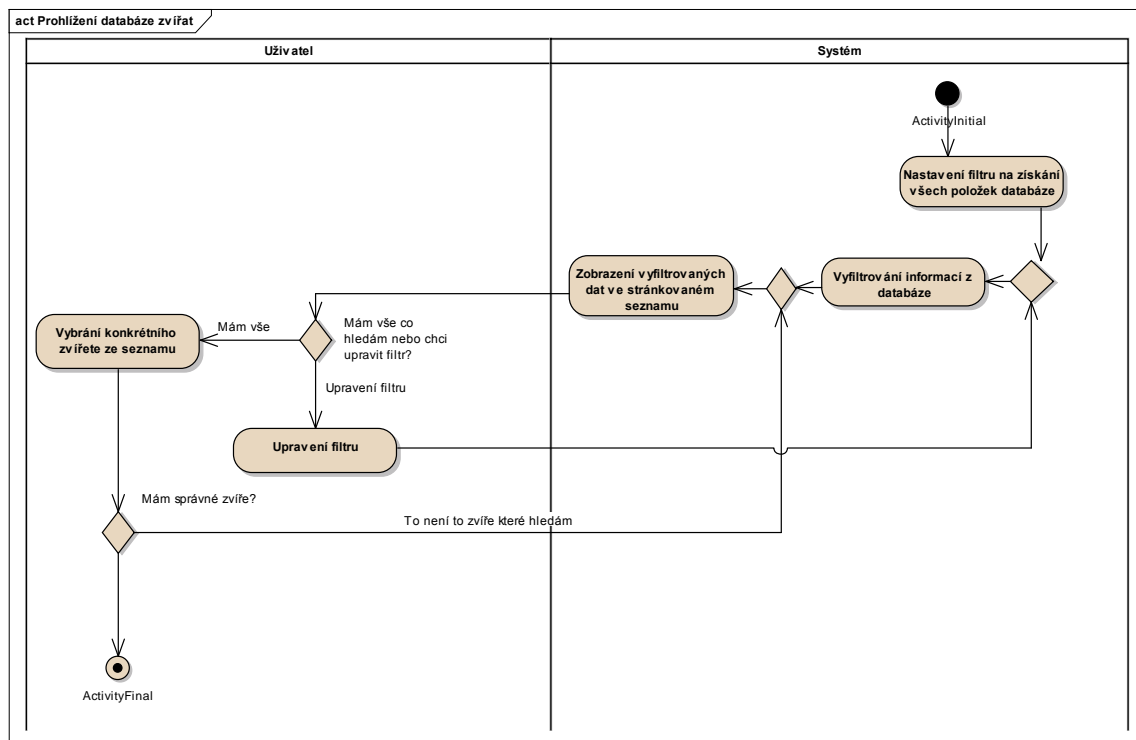 act Prohlížení databáze zvířat
Uživatel
Systém
ActivityInitial
Nastavení filtru na získání
všech položek databáze
Vyfiltrování informací z
databáze
Zobrazení vyfiltrovaných
dat ve stránkovaném
seznamu
Mám vše co
hledám nebo chci
upravit filtr?
Mám vše
Vybrání konkrétního
zvířete ze seznamu
Upravení filtru
Upravení filtru
Mám správné zvíře?
To není to zvíře které hledám
ActivityFinal